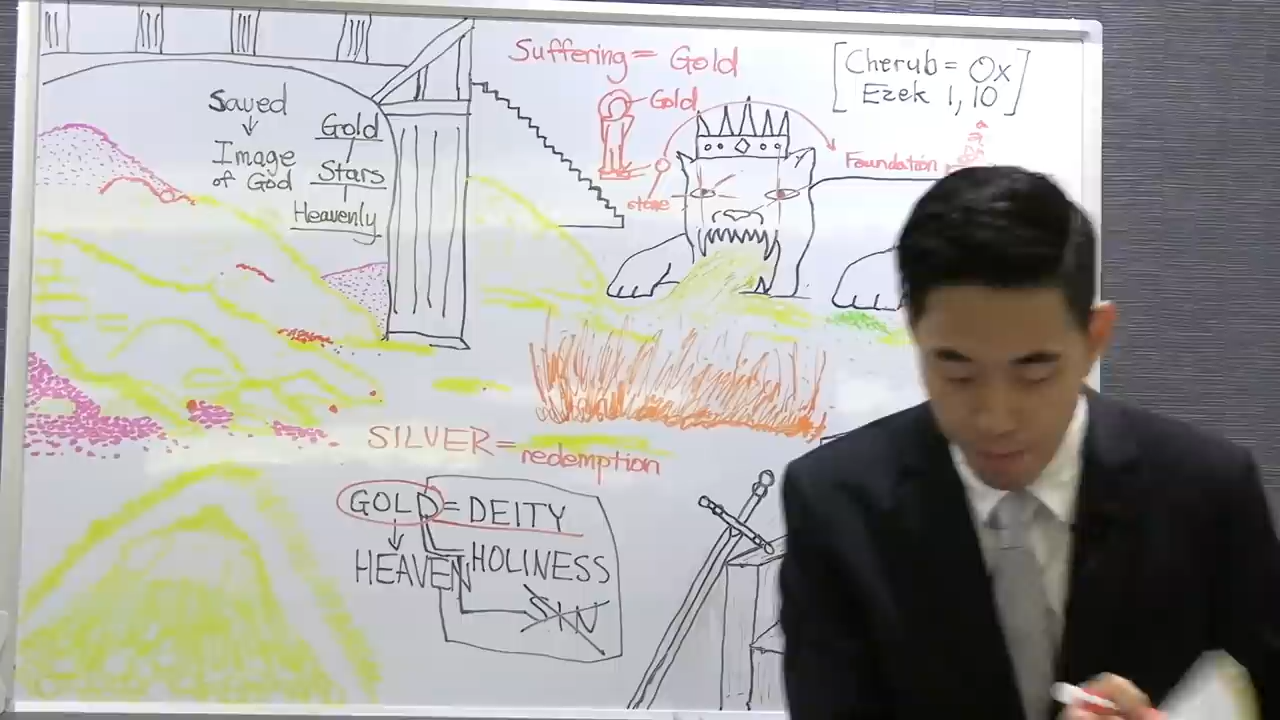 Suffering = Gold
[Cherub = Ox
Ezek 1, 10]
Saved
Image
of God
Gold
Stars
Heavenly
Gold
stone
Foundation
SILVER = redemption
GOLD = DEITY
HEAVEN
HOLINESS
SIN